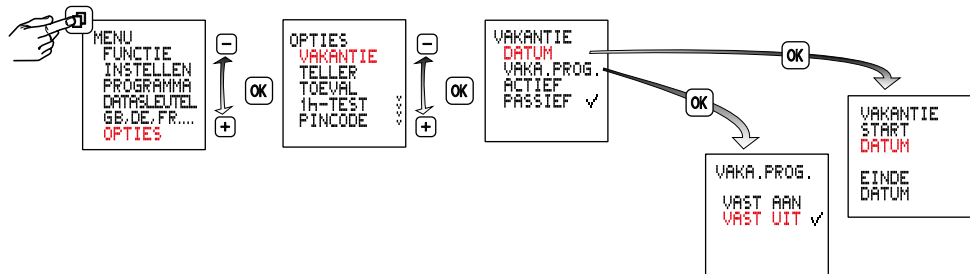 MENU
FUNCTIE
INSTELLEN
PROGRAMMA
DATASLEUTEL
GB,DE,FR....
OPTIES
OK
OPTIES
VAKANTIE
TELLER
TOEVAL
1h-TEST
PINCODE
OK
VAKANTIE
DATUM
VAKA.PROG.
ACTIEF
PASSIEF ✓
OK
OK
VAKA.PROG.
VAST AAN
VAST UIT ✓
VAKANTIE
START
DATUM
EINDE
DATUM